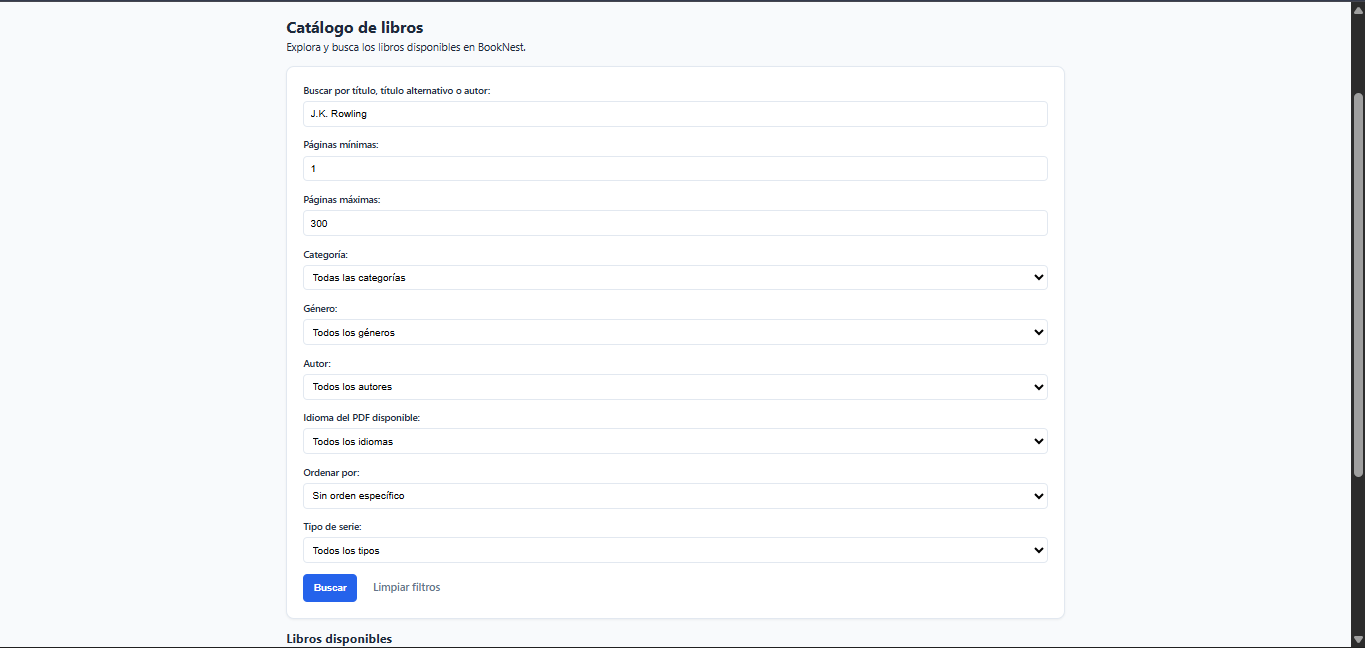 Catálogo de libros
Explora y busca los libros disponibles en BookNest.
Buscar por título, título alternativo o autor:
J.K. Rowling
Páginas mínimas:
1
Páginas máximas:
300
Categoría:
Todas las categorías
Género:
Todos los géneros
Autor:
Todos los autores
Idioma del PDF disponible:
Todos los idiomas
Ordenar por:
Sin orden específico
Tipo de serie:
Todos los tipos
Buscar Limpiar filtros
Libros disponibles